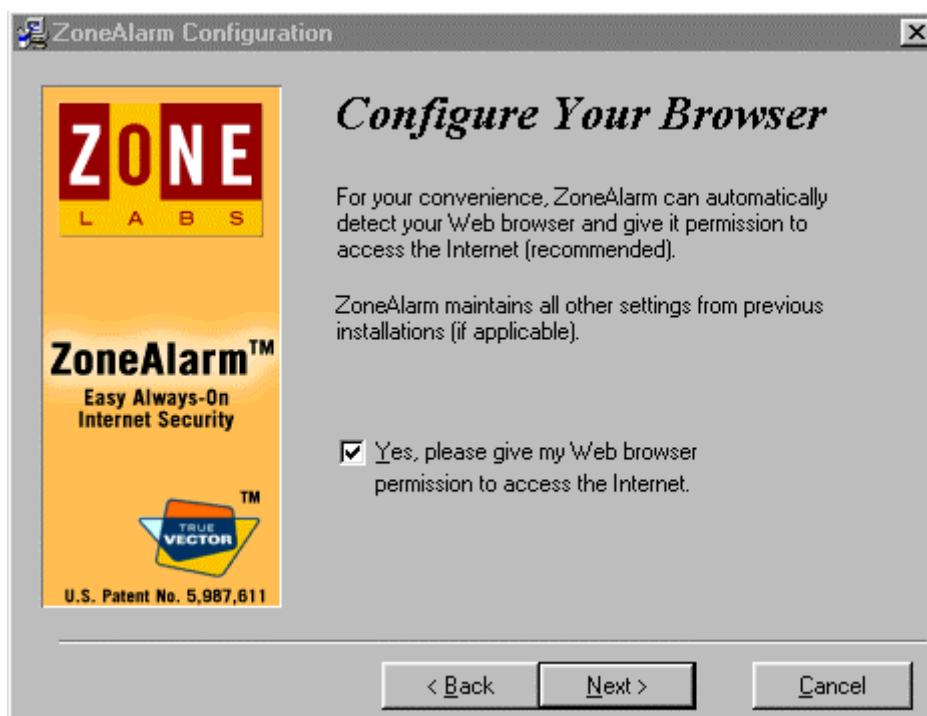 ZoneAlarm Configuration
ZONE
LABS
ZoneAlarm™
Easy Always-On
Internet Security
TM
TRUE
VECTOR
U.S. Patent No. 5,987,611
Configure Your Browser
For your convenience, ZoneAlarm can automatically
detect your Web browser and give it permission to
access the Internet (recommended).
ZoneAlarm maintains all other settings from previous
installations (if applicable).
Yes, please give my Web browser
permission to access the Internet.
< Back
Next >
Cancel